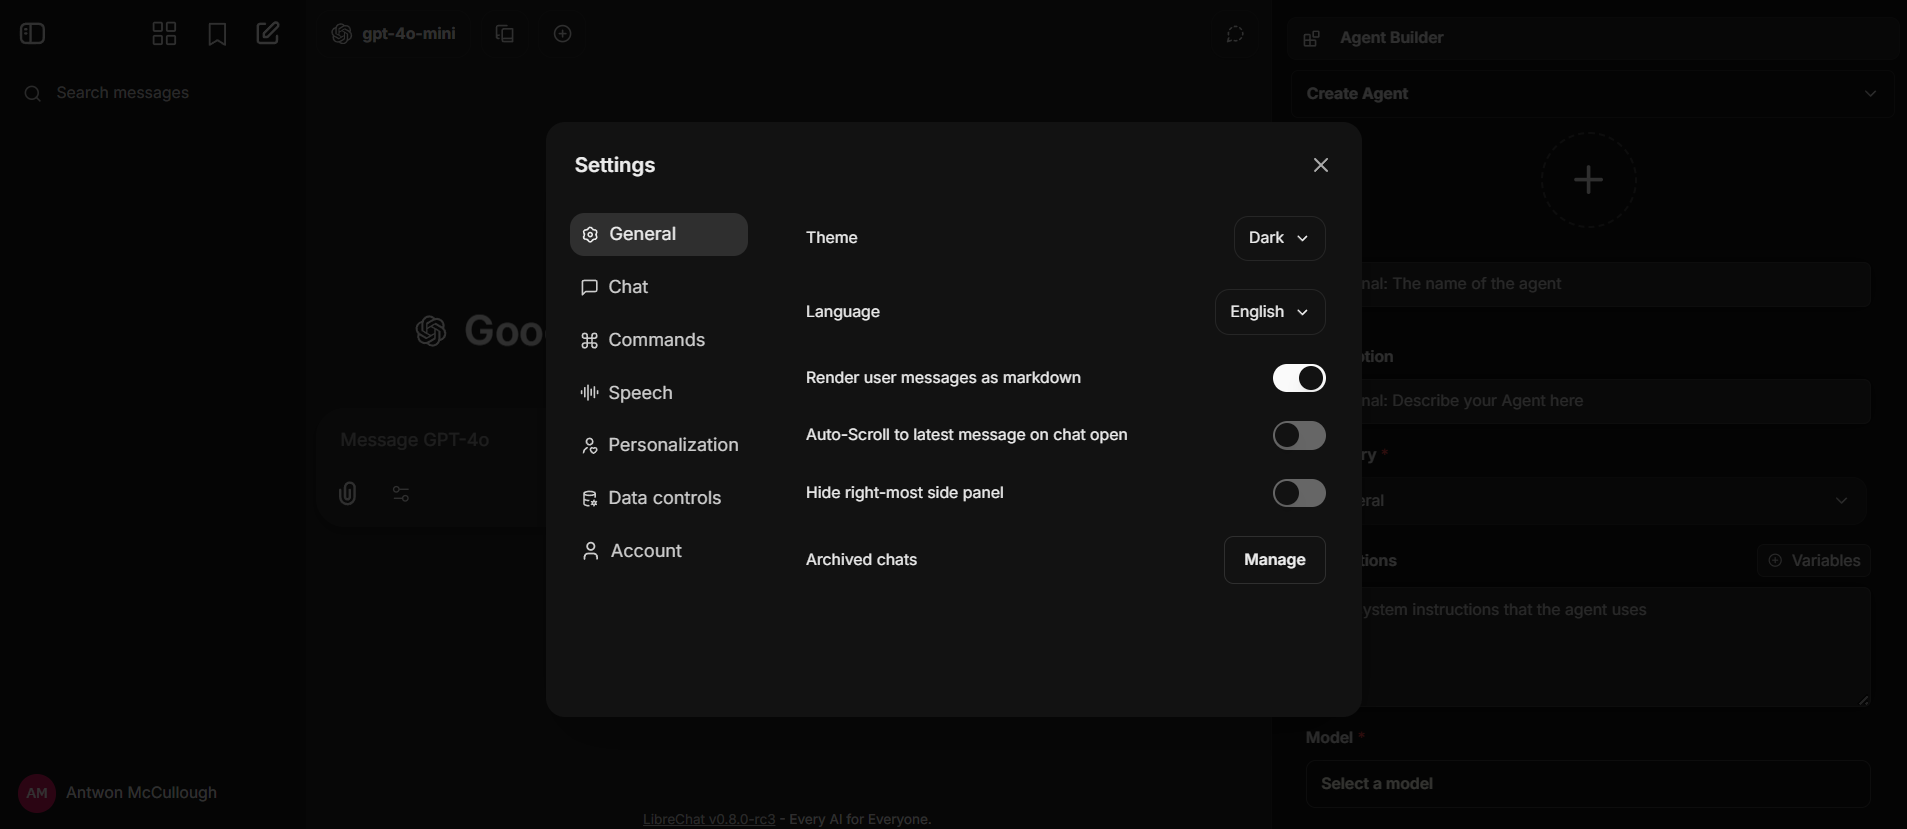 gpt-4o-mini
Agent Builder
Search messages
Create Agent
Settings
General
Theme
Dark
Chat
Language
English
Commands
Render user messages as markdown
Speech
Auto-Scroll to latest message on chat open
Personalization
Hide right-most side panel
Data controls
Archived chats
Manage
Account
Goo
Message GPT-4o
nal: The name of the agent
ption
nal: Describe your Agent here
ry *
eral
tions
Variables
ystem instructions that the agent uses
Model *
Select a model
AM
Antwon McCullough
LibreChat v0.8.0-rc3 - Every AI for Everyone.